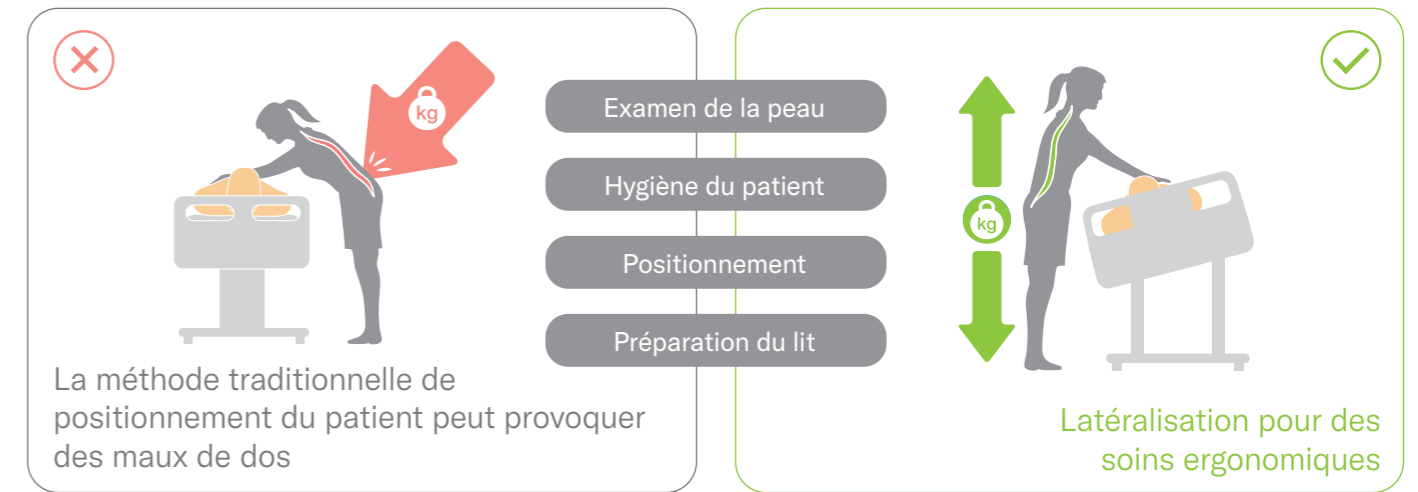 kg
Examen de la peau
Hygiène du patient
Positionnement
Préparation du lit
kg
La méthode traditionnelle de
positionnement du patient peut provoquer
des maux de dos
Latéralisation pour des
soins ergonomiques